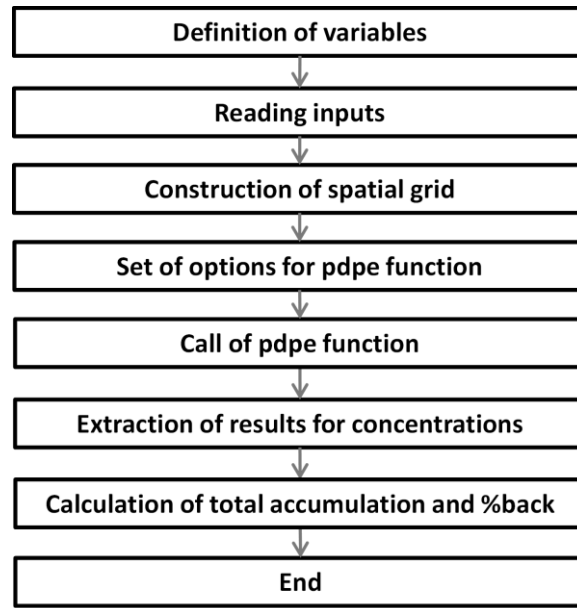 Definition of variables
Reading inputs
Construction of spatial grid
Set of options for pdpe function
Call of pdpe function
Extraction of results for concentrations
Calculation of total accumulation and %back
End